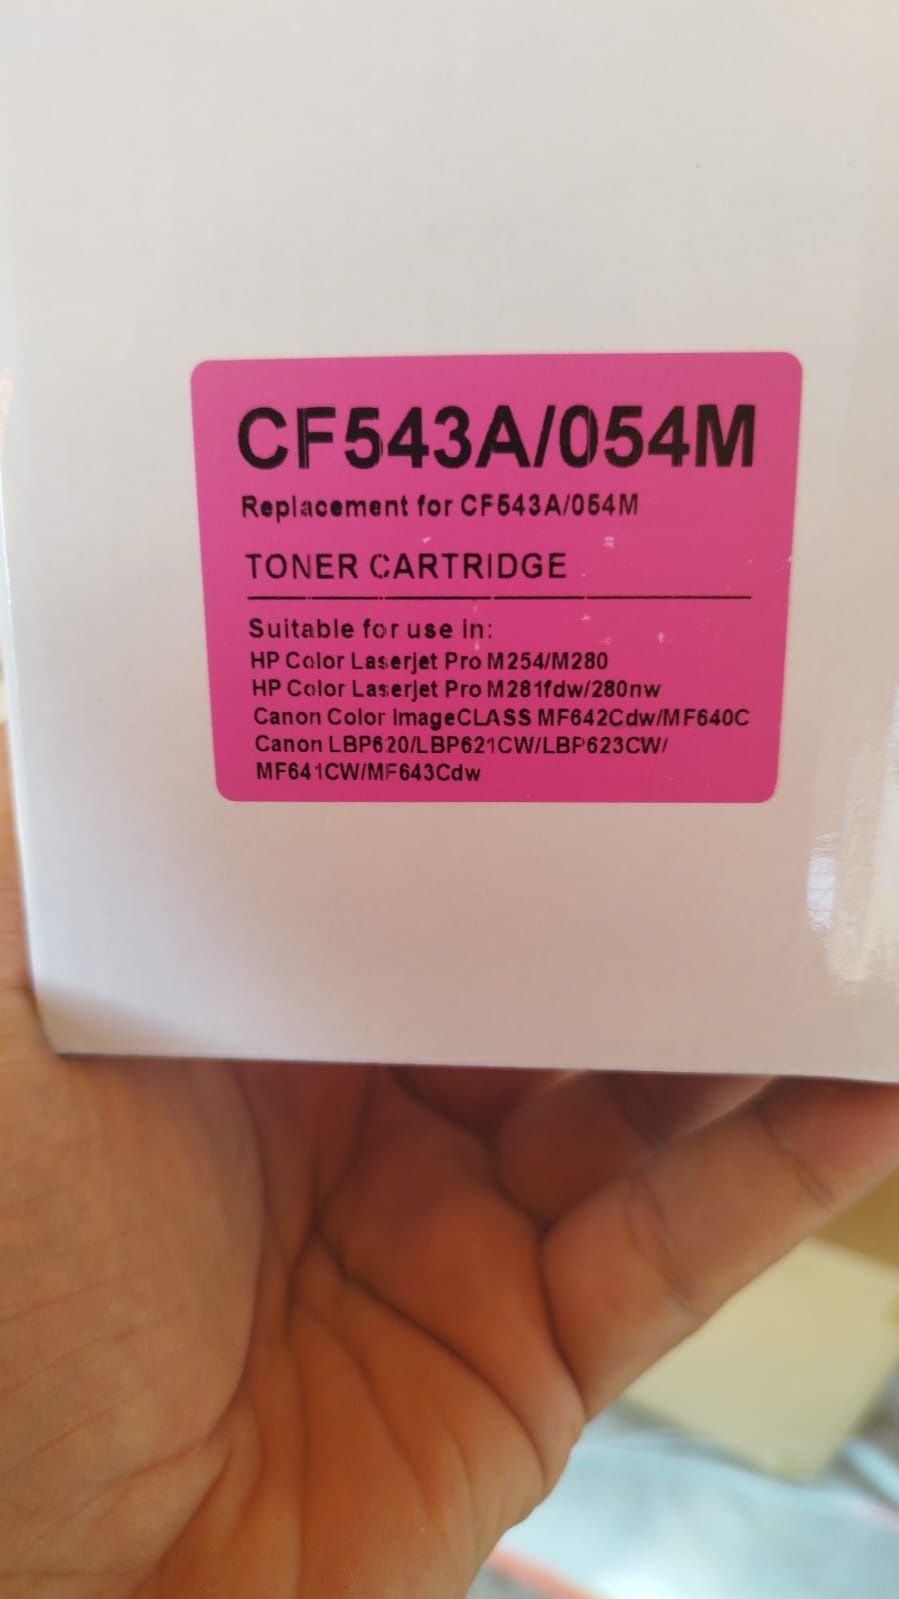 CF543A/054M
Replacement for CF543A/054M
TONER CARTRIDGE
Suitable for use in:
HP Color Laserjet Pro M254/M280
HP Color Laserjet Pro M281fdw/280nw
Canon Color imageCLASS MF642Cdw/MF640C
Canon LBP620/LBP621CW/LBP623CW/
MF641CW/MF643Cdw